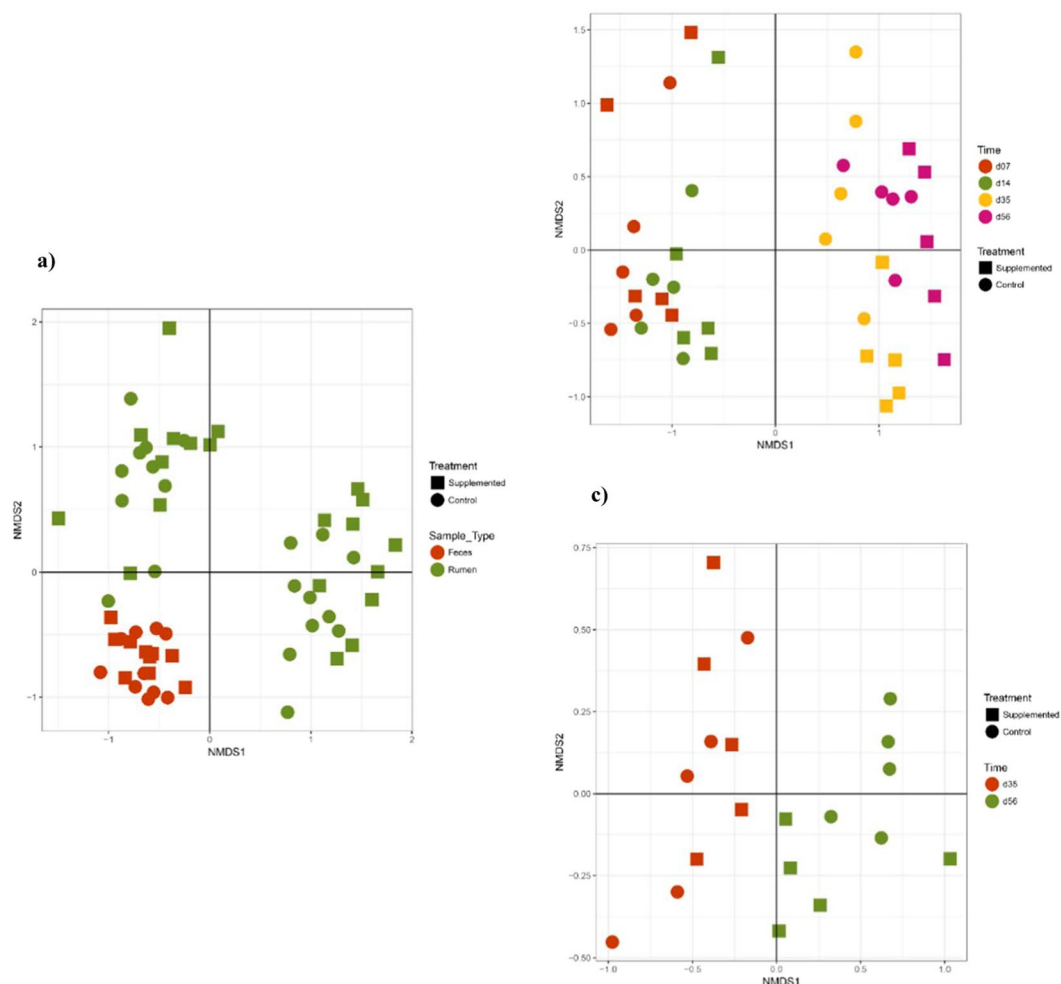 a)
2
1
0
−1
NMDS2
−1
0
1
2
NMDS1
Treatment
Supplemented
Control
Sample_Type
Feces
Rumen
1.5
1.0
0.5
0.0
−0.5
−1.0
NMDS2
−1
0
1
NMDS1
Time
d07
d14
d35
d56
Treatment
Supplemented
Control
c)
0.75
0.50
0.25
0.00
−0.25
−0.50
NMDS2
−1.0
−0.5
0.0
0.5
1.0
NMDS1
Treatment
Supplemented
Control
Time
d35
d56